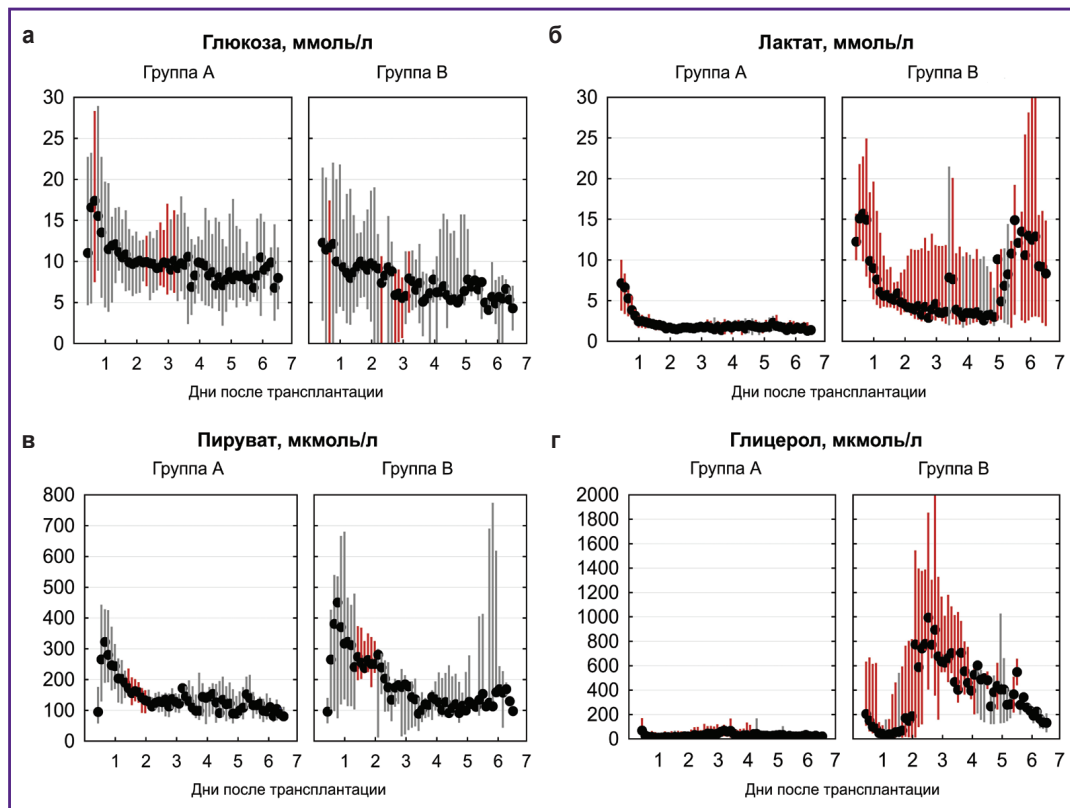 а
Глюкоза, ммоль/л
Группа А
Группа В
30
25
20
15
10
5
0
1 2 3 4 5 6 7
1 2 3 4 5 6 7
Дни после трансплантации
б
Лактат, ммоль/л
Группа А
Группа В
30
25
20
15
10
5
0
1 2 3 4 5 6 7
1 2 3 4 5 6 7
Дни после трансплантации
в
Пируват, мкмоль/л
Группа А
Группа В
800
700
600
500
400
300
200
100
0
1 2 3 4 5 6 7
1 2 3 4 5 6 7
Дни после трансплантации
г
Глицерол, мкмоль/л
Группа А
Группа В
2000
1800
1600
1400
1200
1000
800
600
400
200
0
1 2 3 4 5 6 7
1 2 3 4 5 6 7
Дни после трансплантации